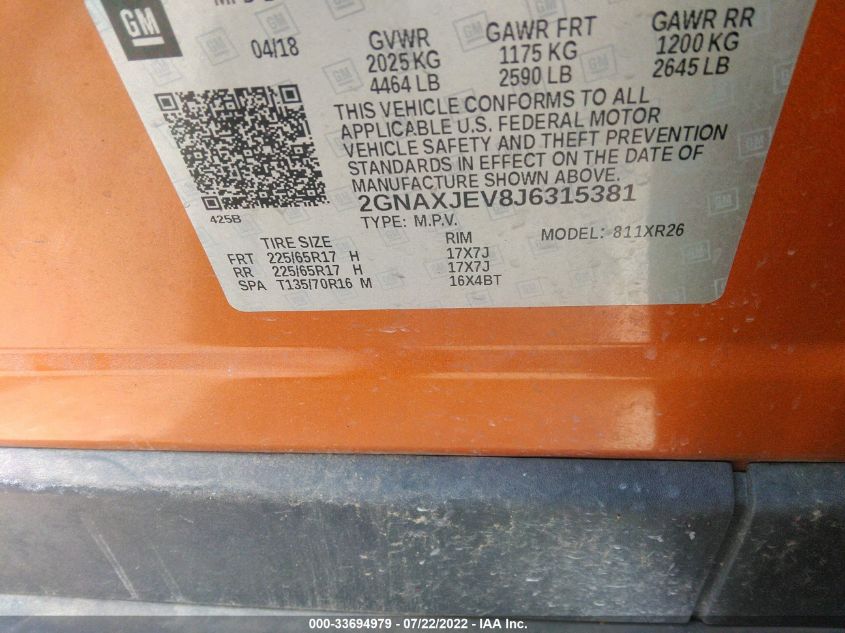 GM
04/18
GVWR
2025 KG
4464 LB
GAWR FRT
1175 KG
2590 LB
GAWR RR
1200 KG
2645 LB
THIS VEHICLE CONFORMS TO ALL
APPLICABLE U.S. FEDERAL MOTOR
VEHICLE SAFETY AND THEFT PREVENTION
STANDARDS IN EFFECT ON THE DATE OF
MANUFACTURE SHOWN ABOVE.
425B
2GNAXJEV8J6315381
TYPE: M.P.V.
MODEL: 811XR26
TIRE SIZE RIM
FRT 225/65R17 H 17X7J
RR 225/65R17 H 17X7J
SPA T135/70R16 M 16X4BT
000-33694979 - 07/22/2022 - IAA Inc.